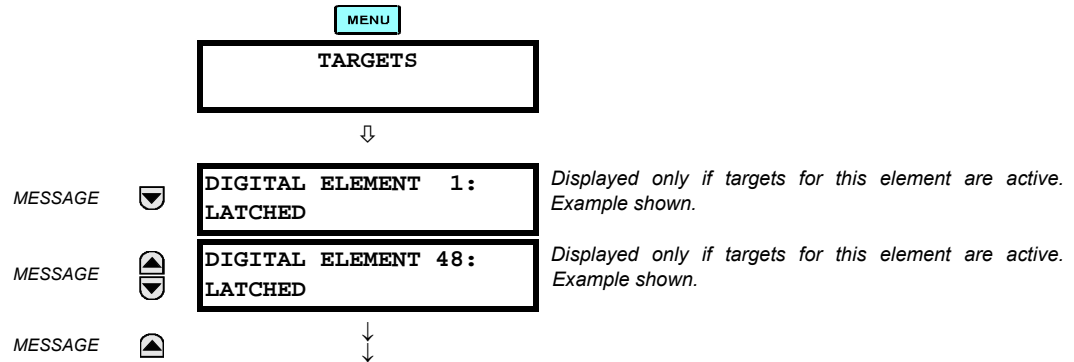 MENU
TARGETS
⇩
MESSAGE
DIGITAL ELEMENT 1:
LATCHED
Displayed only if targets for this element are active.
Example shown.
MESSAGE
DIGITAL ELEMENT 48:
LATCHED
Displayed only if targets for this element are active.
Example shown.
MESSAGE
↓
↓